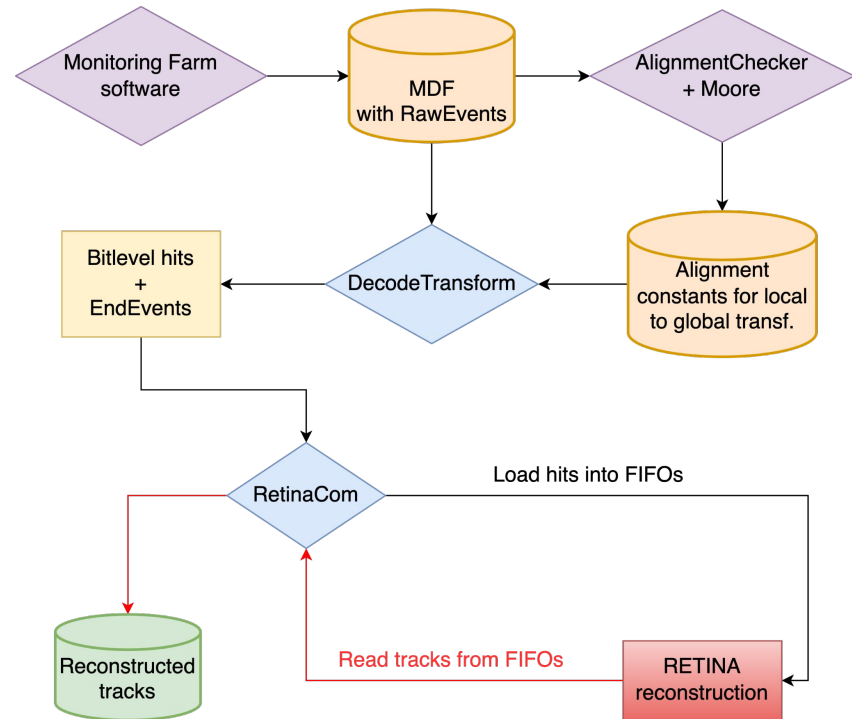 Monitoring Farm
software
MDF
with RawEvents
AlignmentChecker
+ Moore
Bitlevel hits
+
EndEvents
DecodeTransform
Alignment
constants for local
to global transf.
RetinaCom
Load hits into FIFOs
Reconstructed
tracks
Read tracks from FIFOs
RETINA
reconstruction